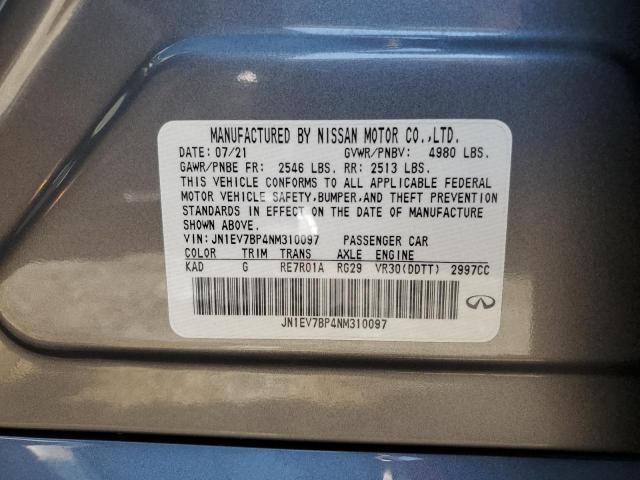 MANUFACTURED BY NISSAN MOTOR CO.,LTD.
DATE: 07/21 GVWR/PNBV: 4980 LBS.
GAWR/PNBE FR: 2546 LBS. RR: 2513 LBS.
THIS VEHICLE CONFORMS TO ALL APPLICABLE FEDERAL
MOTOR VEHICLE SAFETY,BUMPER,AND THEFT PREVENTION
STANDARDS IN EFFECT ON THE DATE OF MANUFACTURE
SHOWN ABOVE.
VIN:JN1EV7BP4NM310097 PASSENGER CAR
COLOR TRIM TRANS AXLE ENGINE
KAD G RE7R01A RG29 VR30(DDTT) 2997CC
JN1EV7BP4NM310097